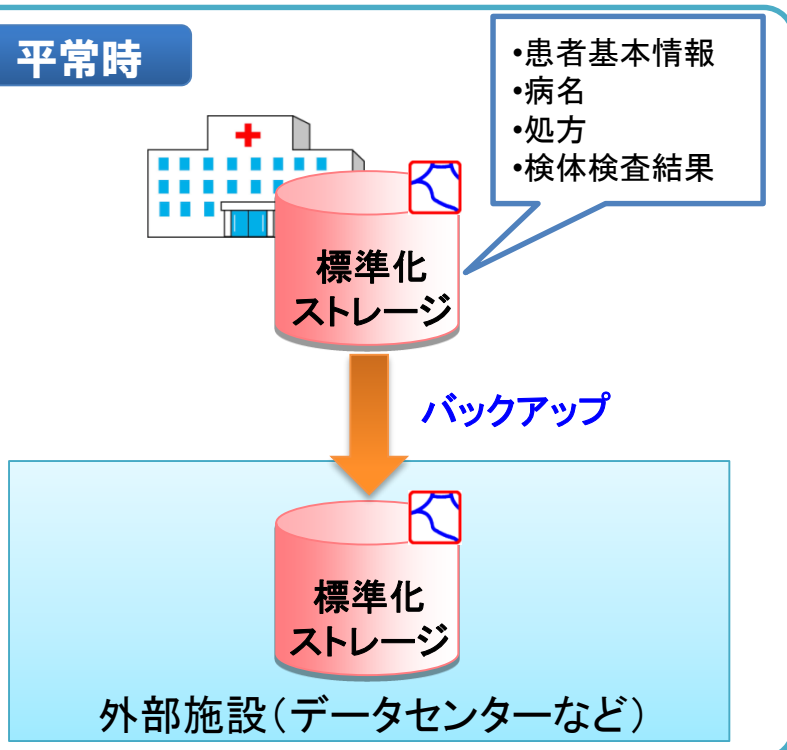 平常時
•患者基本情報
•病名
•処方
•検体検査結果
標準化
ストレージ
バックアップ
標準化
ストレージ
外部施設（データセンターなど）